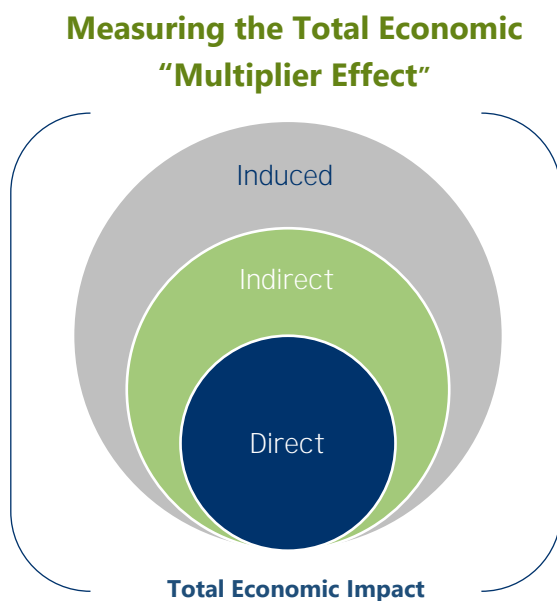 Measuring the Total Economic
“Multiplier Effect”
Induced
Indirect
Direct
Total Economic Impact